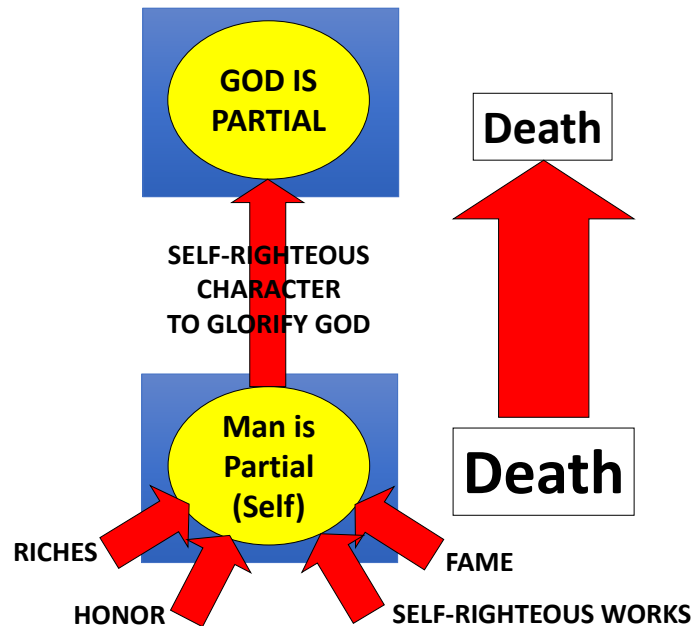 GOD IS
PARTIAL
Death
SELF-RIGHTEOUS
CHARACTER
TO GLORIFY GOD
Man is
Partial
(Self)
Death
RICHES
FAME
HONOR
SELF-RIGHTEOUS WORKS